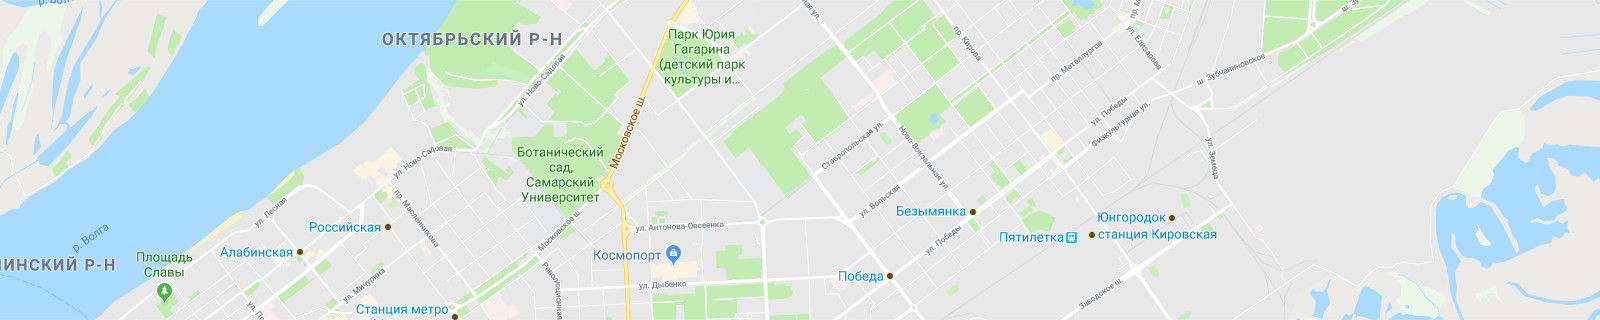 р. Волга
ОКТЯБРЬСКИЙ Р-Н
Парк Юрия
Гагарина
(детский парк
культуры и...
пр. Кирова
ул. Елизарова
пр. Металлургов
ш. Зубчаниновское
ул. Ново-Садовая
Московское ш.
ул. Победы
Физкультурная ул.
Ставропольская ул.
Ново-Вокзальная ул.
ул. Земеца
Ботанический
сад,
Самарский
Университет
ул. Ново-Садовая
пр. Масленникова
ул. Лесная
ул. Вольская
Безымянка
Юнгородок
станция Кировская
Пятилетка
Российская
Московское ш.
ул. Антонова-Овсеенко
р. Волга
Алабинская
Космопорт
ул. Победы
Площадь
Славы
ИНСКИЙ Р-Н
ул. Мичурина
Революционная
ул. Дыбенко
Победа
Заводское ш.
Станция метро